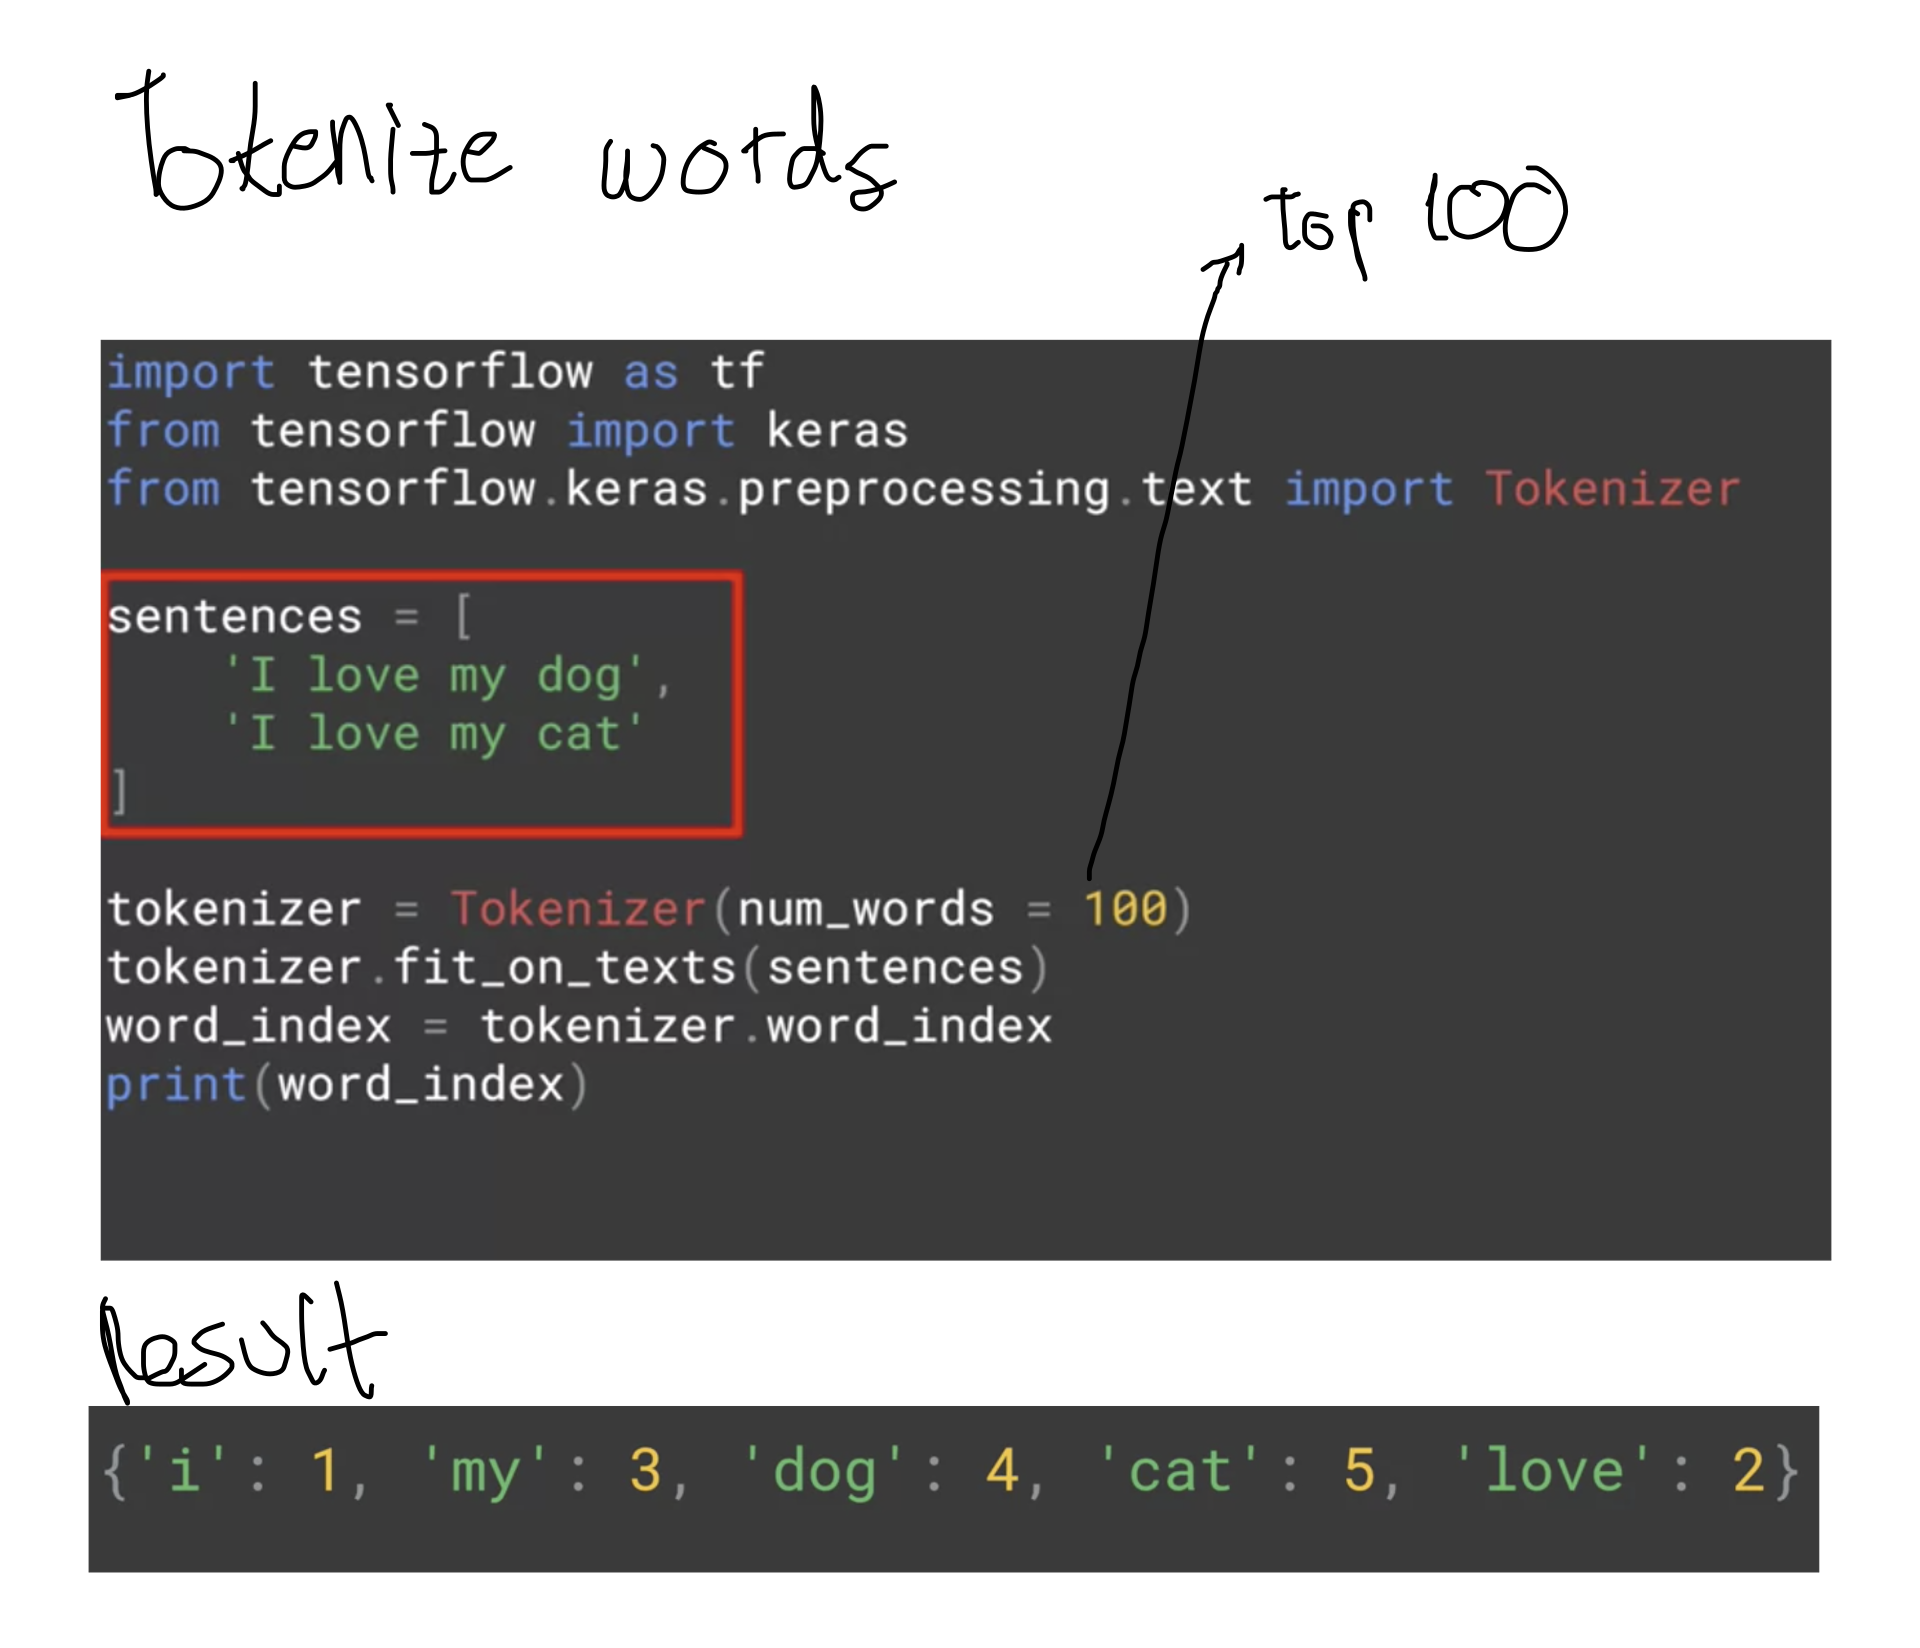 Tokenize words
top 100
import tensorflow as tf
from tensorflow import keras
from tensorflow.keras.preprocessing.text import Tokenizer
sentences = [
    'I love my dog',
    'I love my cat'
]
tokenizer = Tokenizer(num_words = 100)
tokenizer.fit_on_texts(sentences)
word_index = tokenizer.word_index
print(word_index)
Result
{'i': 1, 'my': 3, 'dog': 4, 'cat': 5, 'love': 2}